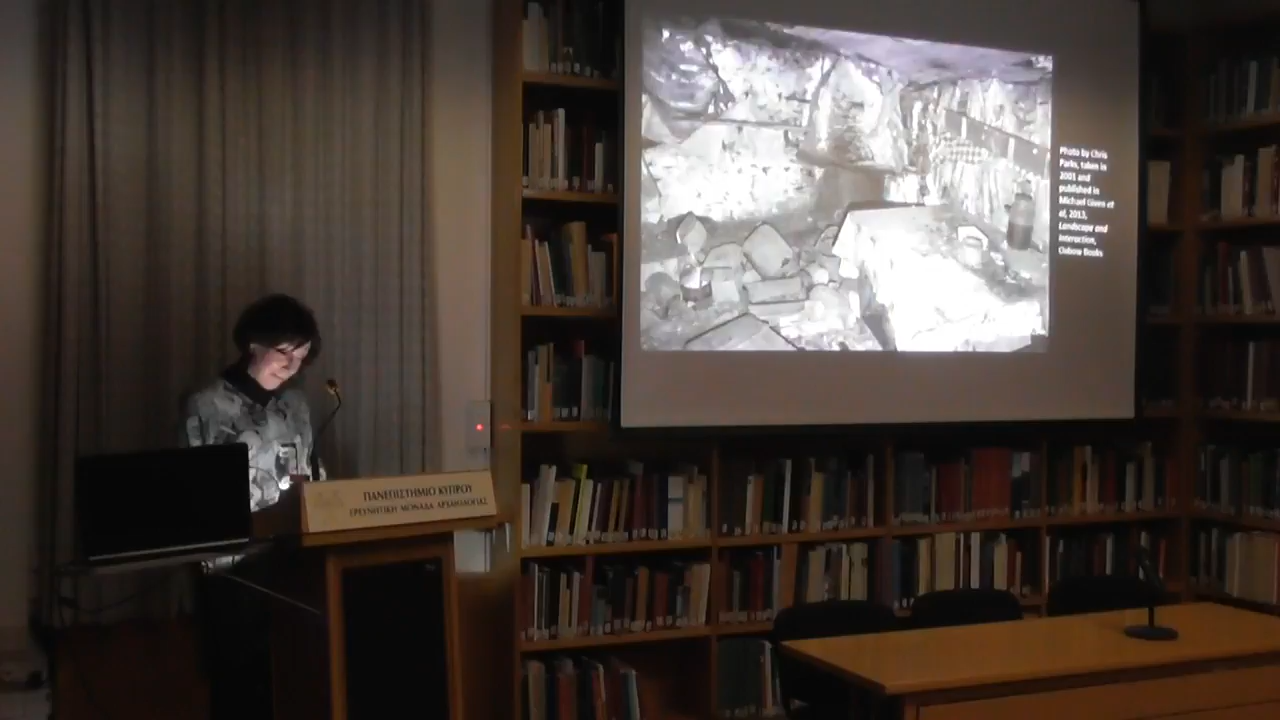 Photo by Chris
Parks, taken in
2001 and
published in
Michael Given et
al, 2013,
Landscape and
Interaction,
Oxbow Books
ΠΑΝΕΠΙΣΤΗΜΙΟ ΚΥΠΡΟΥ
ΕΡΕΥΝΗΤΙΚΗ ΜΟΝΑΔΑ ΑΡΧΑΙΟΛΟΓΙΑΣ